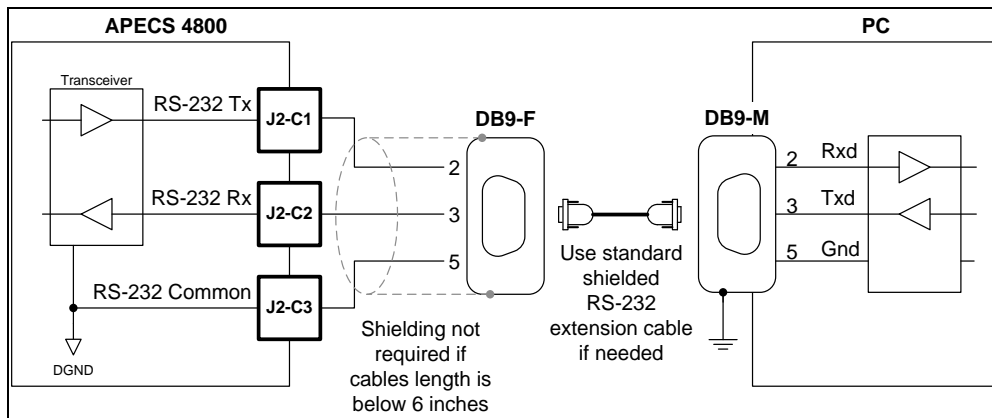 APECS 4800
PC
Transceiver
RS-232 Tx
J2-C1
DB9-F
DB9-M
2
2
Rxd
RS-232 Rx
J2-C2
3
3
Txd
5
5
Gnd
RS-232 Common
J2-C3
DGND
Shielding not
required if
cables length is
below 6 inches
Use standard
shielded
RS-232
extension cable
if needed